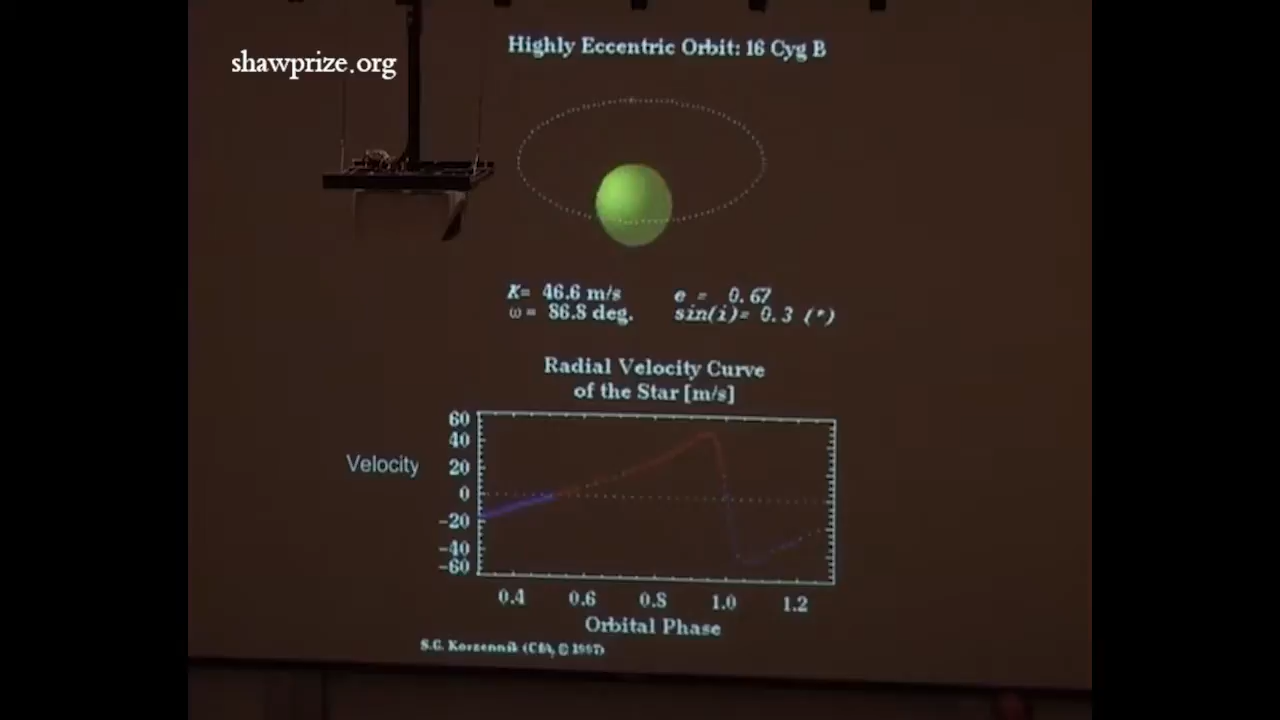 shawprize.org
Highly Eccentric Orbit: 16 Cyg B
K= 46.6 m/s e = 0.67
ω = 86.8 deg. sin(i)= 0.3 (*)
Radial Velocity Curve
of the Star [m/s]
60
40
Velocity 20
0
-20
-40
-60
0.4 0.6 0.8 1.0 1.2
Orbital Phase
S.G. Korzennik (CfA, © 1997)